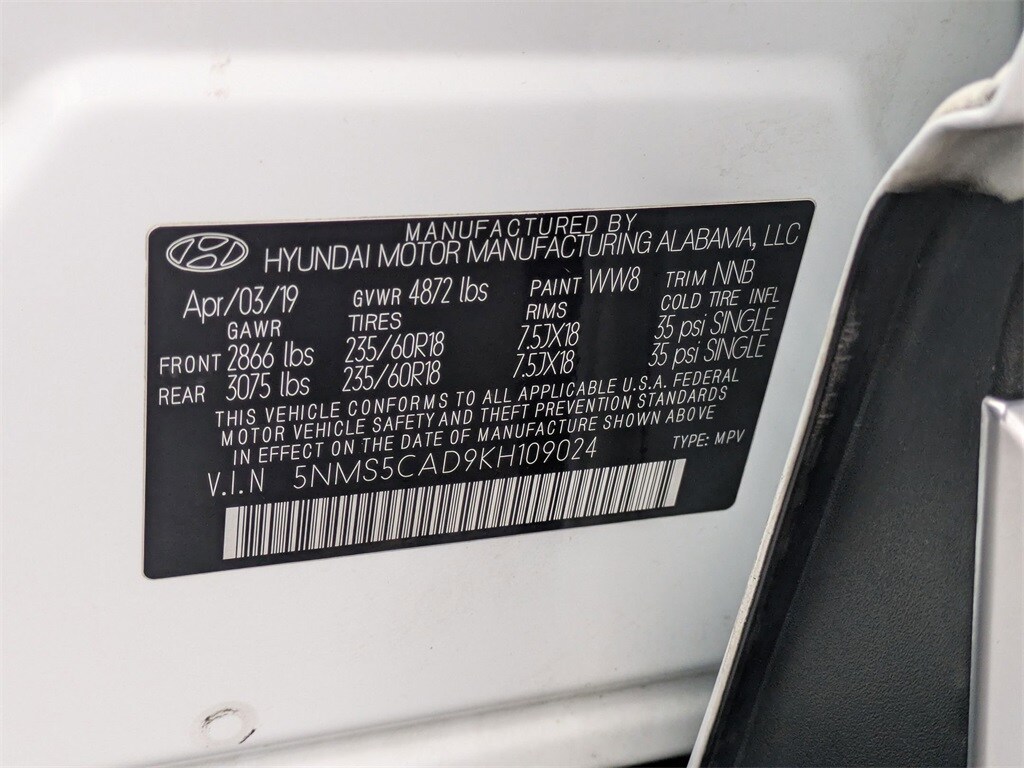 MANUFACTURED BY
HYUNDAI MOTOR MANUFACTURING ALABAMA, LLC
Apr/03/19 GVWR 4872 lbs PAINT WW8 TRIM NNB
GAWR TIRES RIMS COLD TIRE INFL
FRONT 2866 lbs 235/60R18 7.5JX18 35 psi SINGLE
REAR 3075 lbs 235/60R18 7.5JX18 35 psi SINGLE
THIS VEHICLE CONFORMS TO ALL APPLICABLE U.S.A. FEDERAL
MOTOR VEHICLE SAFETY AND THEFT PREVENTION STANDARDS
IN EFFECT ON THE DATE OF MANUFACTURE SHOWN ABOVE
V.I.N 5NMS5CAD9KH109024 TYPE: MPV